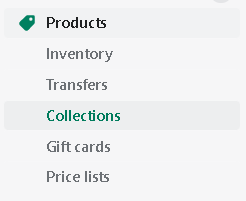 Products
Inventory
Transfers
Collections
Gift cards
Price lists